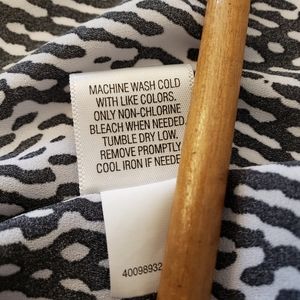 MACHINE WASH COLD
WITH LIKE COLORS.
ONLY NON-CHLORINE
BLEACH WHEN NEEDED.
TUMBLE DRY LOW.
REMOVE PROMPTLY.
COOL IRON IF NEEDE
40098932